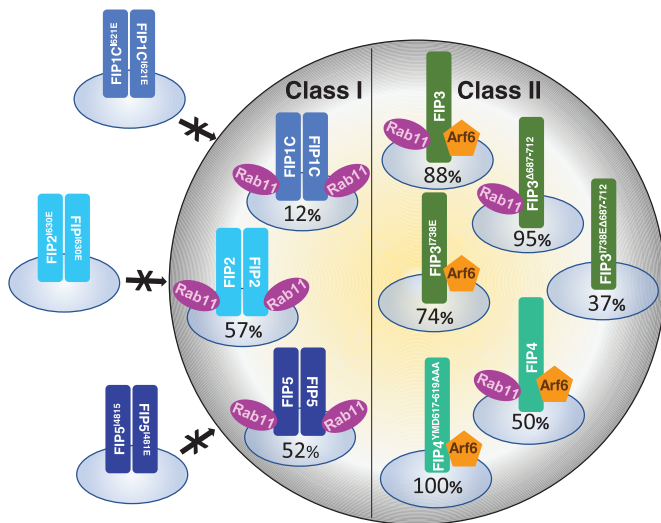 FIP1C^I621E
FIP1C^I621E
Class I
Class II
FIP1C
FIP1C
Rab11
Rab11
12%
FIP3
Rab11
Arf6
88%
FIP3^Δ687-712
Rab11
95%
FIP2^I630E
FIP^I630E
FIP2
FIP2
Rab11
Rab11
57%
FIP3^I738E
Arf6
74%
FIP3^I738EΔ687-712
37%
FIP5^I4815
FIP5^I481E
FIP5
FIP5
Rab11
Rab11
52%
FIP4
Rab11
Arf6
50%
FIP4^YMD617-619AAA
Arf6
100%